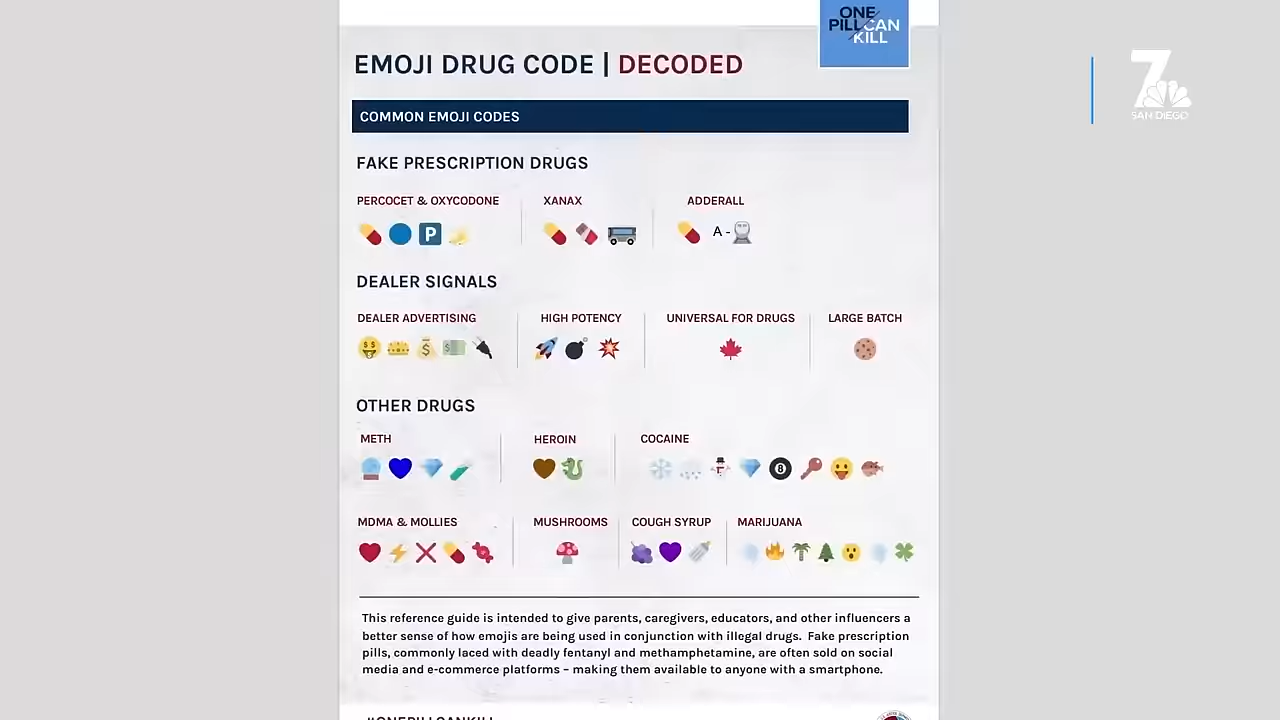 ONE
PILL CAN
KILL
7
SAN DIEGO
EMOJI DRUG CODE | DECODED
COMMON EMOJI CODES
FAKE PRESCRIPTION DRUGS
PERCOCET & OXYCODONE XANAX ADDERALL
P A -
DEALER SIGNALS
DEALER ADVERTISING HIGH POTENCY UNIVERSAL FOR DRUGS LARGE BATCH
OTHER DRUGS
METH HEROIN COCAINE
8
MDMA & MOLLIES MUSHROOMS COUGH SYRUP MARIJUANA
This reference guide is intended to give parents, caregivers, educators, and other influencers a
better sense of how emojis are being used in conjunction with illegal drugs. Fake prescription
pills, commonly laced with deadly fentanyl and methamphetamine, are often sold on social
media and e-commerce platforms – making them available to anyone with a smartphone.
#ONEPILLCANKILL